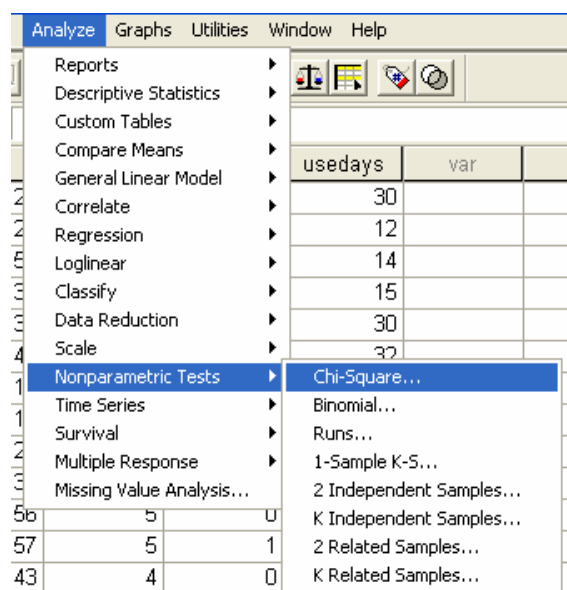 Analyze Graphs Utilities Window Help
Reports
Descriptive Statistics
Custom Tables
Compare Means
General Linear Model
Correlate
Regression
Loglinear
Classify
Data Reduction
Scale
Nonparametric Tests
Time Series
Survival
Multiple Response
Missing Value Analysis...
usedays var
30
12
14
15
30
32
Chi-Square...
Binomial...
Runs...
1-Sample K-S...
2 Independent Samples...
K Independent Samples...
2 Related Samples...
K Related Samples...
56 5 0
57 5 1
43 4 0